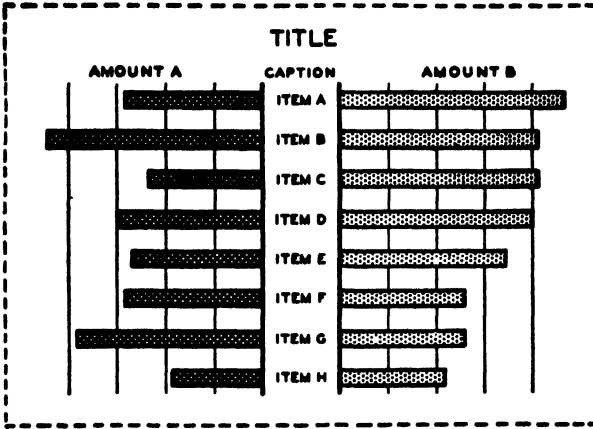 TITLE
AMOUNT A CAPTION AMOUNT B
ITEM A
ITEM B
ITEM C
ITEM D
ITEM E
ITEM F
ITEM G
ITEM H